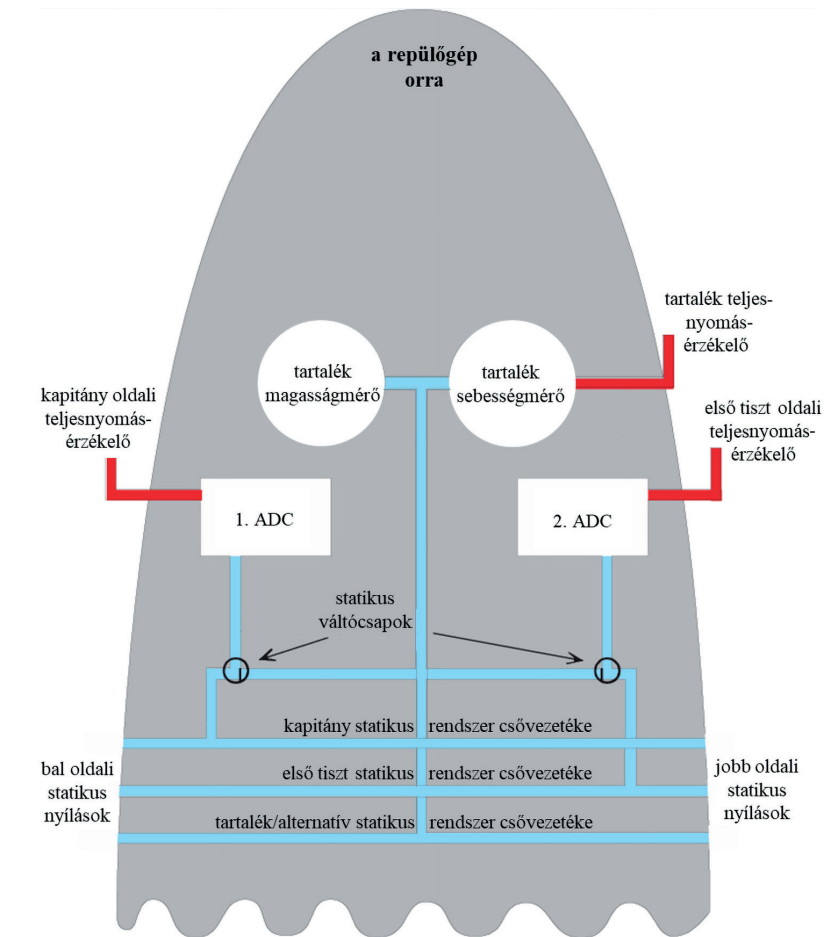 a repülőgép
orra
tartalék teljes-
nyomás-
érzékelő
tartalék
magasságmérő
tartalék
sebességmérő
kapitány oldali
teljesnyomás-
érzékelő
első tiszt oldali
teljesnyomás-
érzékelő
1. ADC
2. ADC
statikus
váltócsapok
kapitány statikus rendszer csővezetéke
bal oldali
statikus
nyílások
első tiszt statikus rendszer csővezetéke
jobb oldali
statikus
nyílások
tartalék/alternatív statikus rendszer csővezetéke